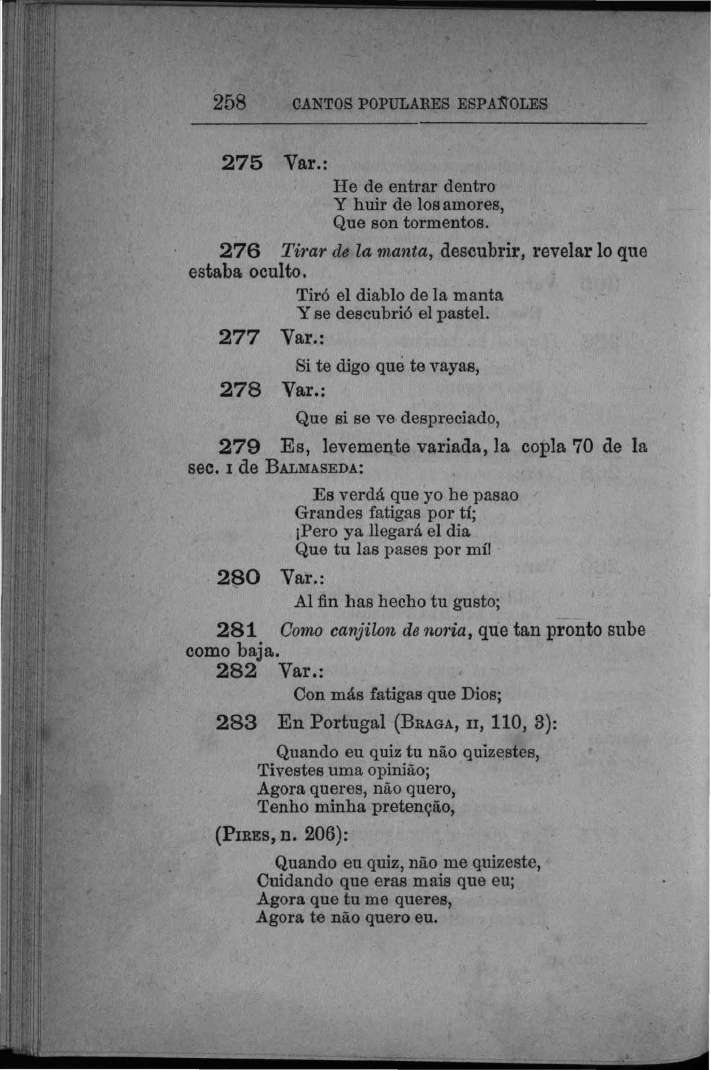 258 CANTOS POPULARES ESPAÑOLES
275 Var.:
He de entrar dentro
Y huir de los amores,
Que son tormentos.
276 Tirar de la manta, descubrir, revelar lo que
estaba oculto.
Tiró el diablo de la manta
Y se descubrió el pastel.
277 Var.:
Si te digo que te vayas,
278 Var.:
Que si se ve despreciado,
279 Es, levemente variada, la copla 70 de la
sec. I de BALMASEDA:
Es verdá que yo he pasao
Grandes fatigas por tí;
¡Pero ya llegará el dia
Que tu las pases por mí!
280 Var.:
Al fin has hecho tu gusto;
281 Como canjilon de noria, que tan pronto sube
como baja.
282 Var.:
Con más fatigas que Dios;
283 En Portugal (BRAGA, II, 110, 3):
Quando eu quiz tu não quizestes,
Tivestes uma opinião;
Agora queres, não quero,
Tenho minha pretenção,
(PIRES, n. 206):
Quando eu quiz, não me quizeste,
Cuidando que eras mais que eu;
Agora que tu me queres,
Agora te não quero eu.